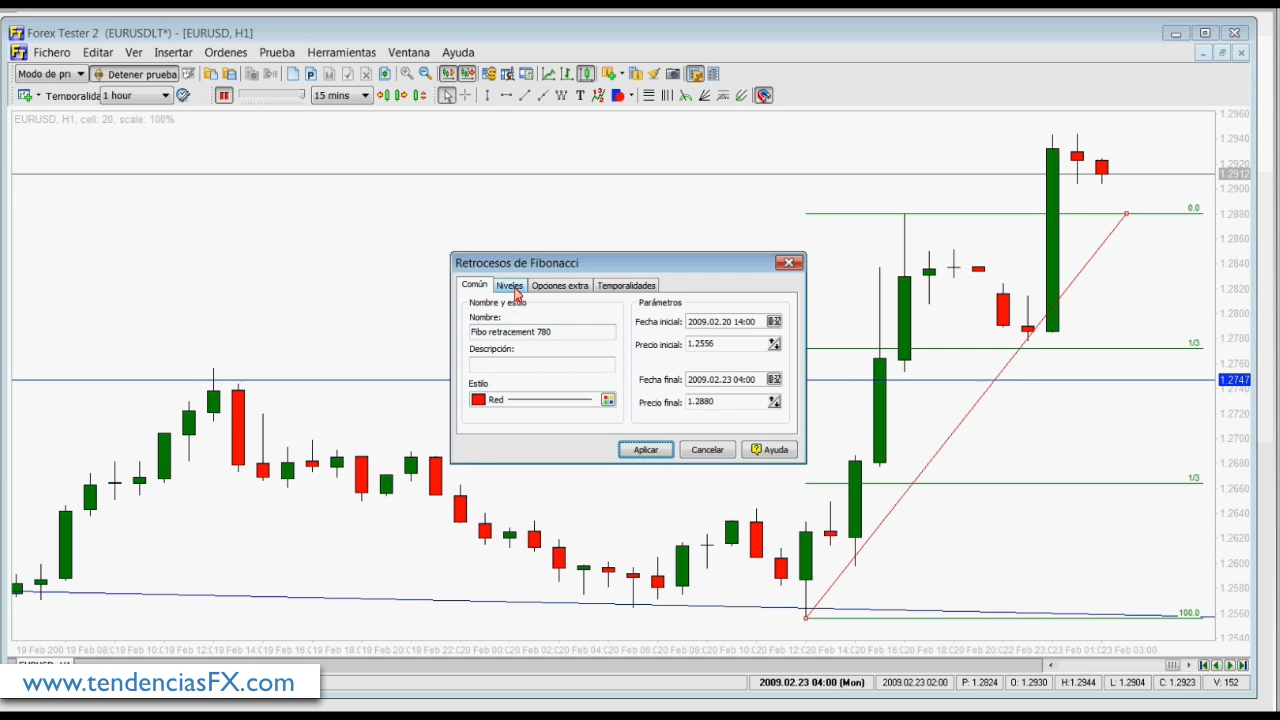 Forex Tester 2 (EURUSDLT*) - [EURUSD, H1]
Fichero Editar Ver Insertar Ordenes Prueba Herramientas Ventana Ayuda
Modo de pri Detener prueba
Temporalida 1 hour 15 mins
EURUSD, H1, cell: 20, scale: 100%
1.2960
1.2940
1.2920
1.2912
1.2900
0.0
1.2880
1.2860
1.2840
1.2820
1.2800
1.2780
1/3
1.2760
1.2747
1.2740
1.2720
1.2700
1.2680
1/3
1.2660
1.2640
1.2620
1.2600
1.2580
100.0
1.2560
1.2540
Retrocesos de Fibonacci
Común Niveles Opciones extra Temporalidades
Nombre y estilo
Nombre:
Fibo retracement 780
Descripción:
Estilo
Red
Parámetros
Fecha inicial: 2009.02.20 14:00
Precio inicial: 1.2556
Fecha final: 2009.02.23 04:00
Precio final: 1.2880
Aplicar Cancelar Ayuda
EURUSD, H1
www.tendenciasFX.com
2009.02.23 04:00 (Mon) 2009.02.23 02:00 P: 1.2824 O: 1.2930 H: 1.2944 L: 1.2904 C: 1.2923 V: 152